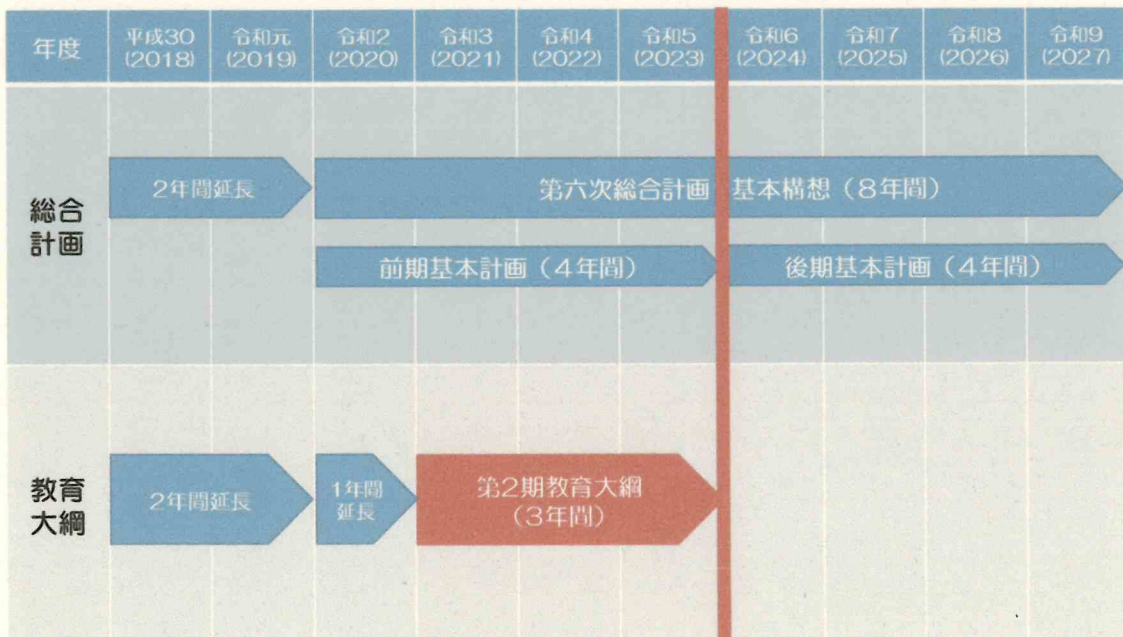 年度
平成30
(2018)
令和元
(2019)
令和2
(2020)
令和3
(2021)
令和4
(2022)
令和5
(2023)
令和6
(2024)
令和7
(2025)
令和8
(2026)
令和9
(2027)
総合
計画
2年間延長
第六次総合計画 基本構想（8年間）
前期基本計画（4年間）
後期基本計画（4年間）
教育
大綱
2年間延長
1年間
延長
第2期教育大綱
（3年間）